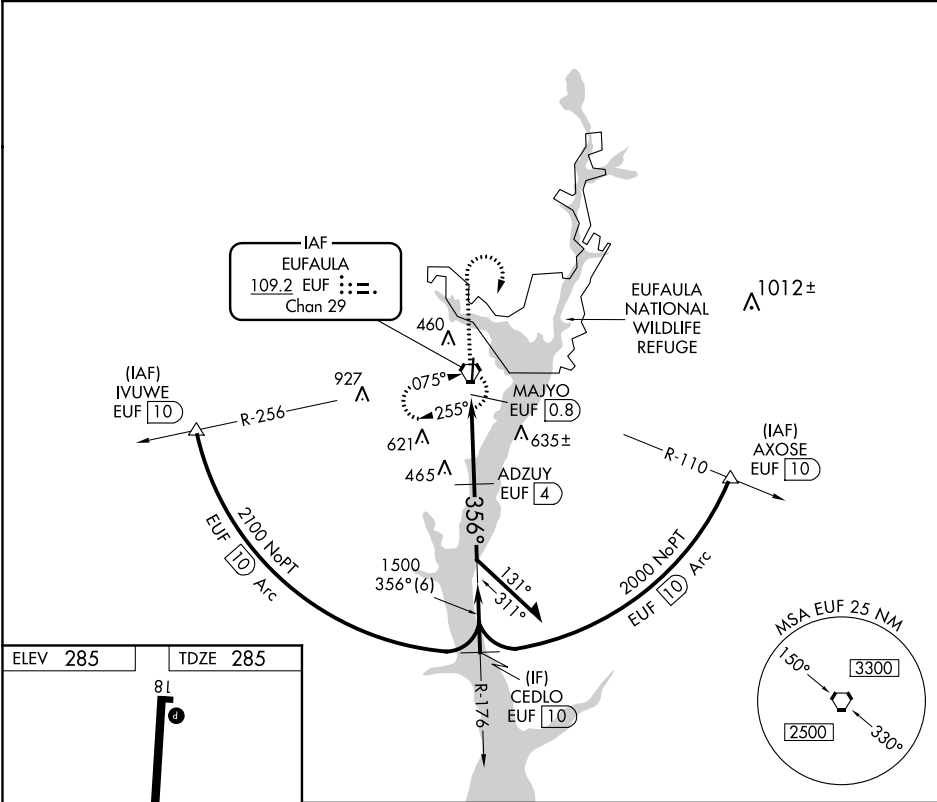 IAF
EUFAULA
109.2 EUF
Chan 29
EUFAULA
NATIONAL
WILDLIFE
REFUGE
1012±
460
(IAF)
IVUWE
EUF 10
R-256
927
075°
255°
MAJYO
EUF 0.8
621
635±
465
ADZUY
EUF 4
R-110
(IAF)
AXOSE
EUF 10
356°
2100 NoPT
EUF 10 Arc
2000 NoPT
EUF 10 Arc
1500
356° (6)
131°
311°
(IF)
CEDLO
EUF 10
R-176
MSA EUF 25 NM
150°
3300
2500
330°
ELEV 285
TDZE 285
18
P